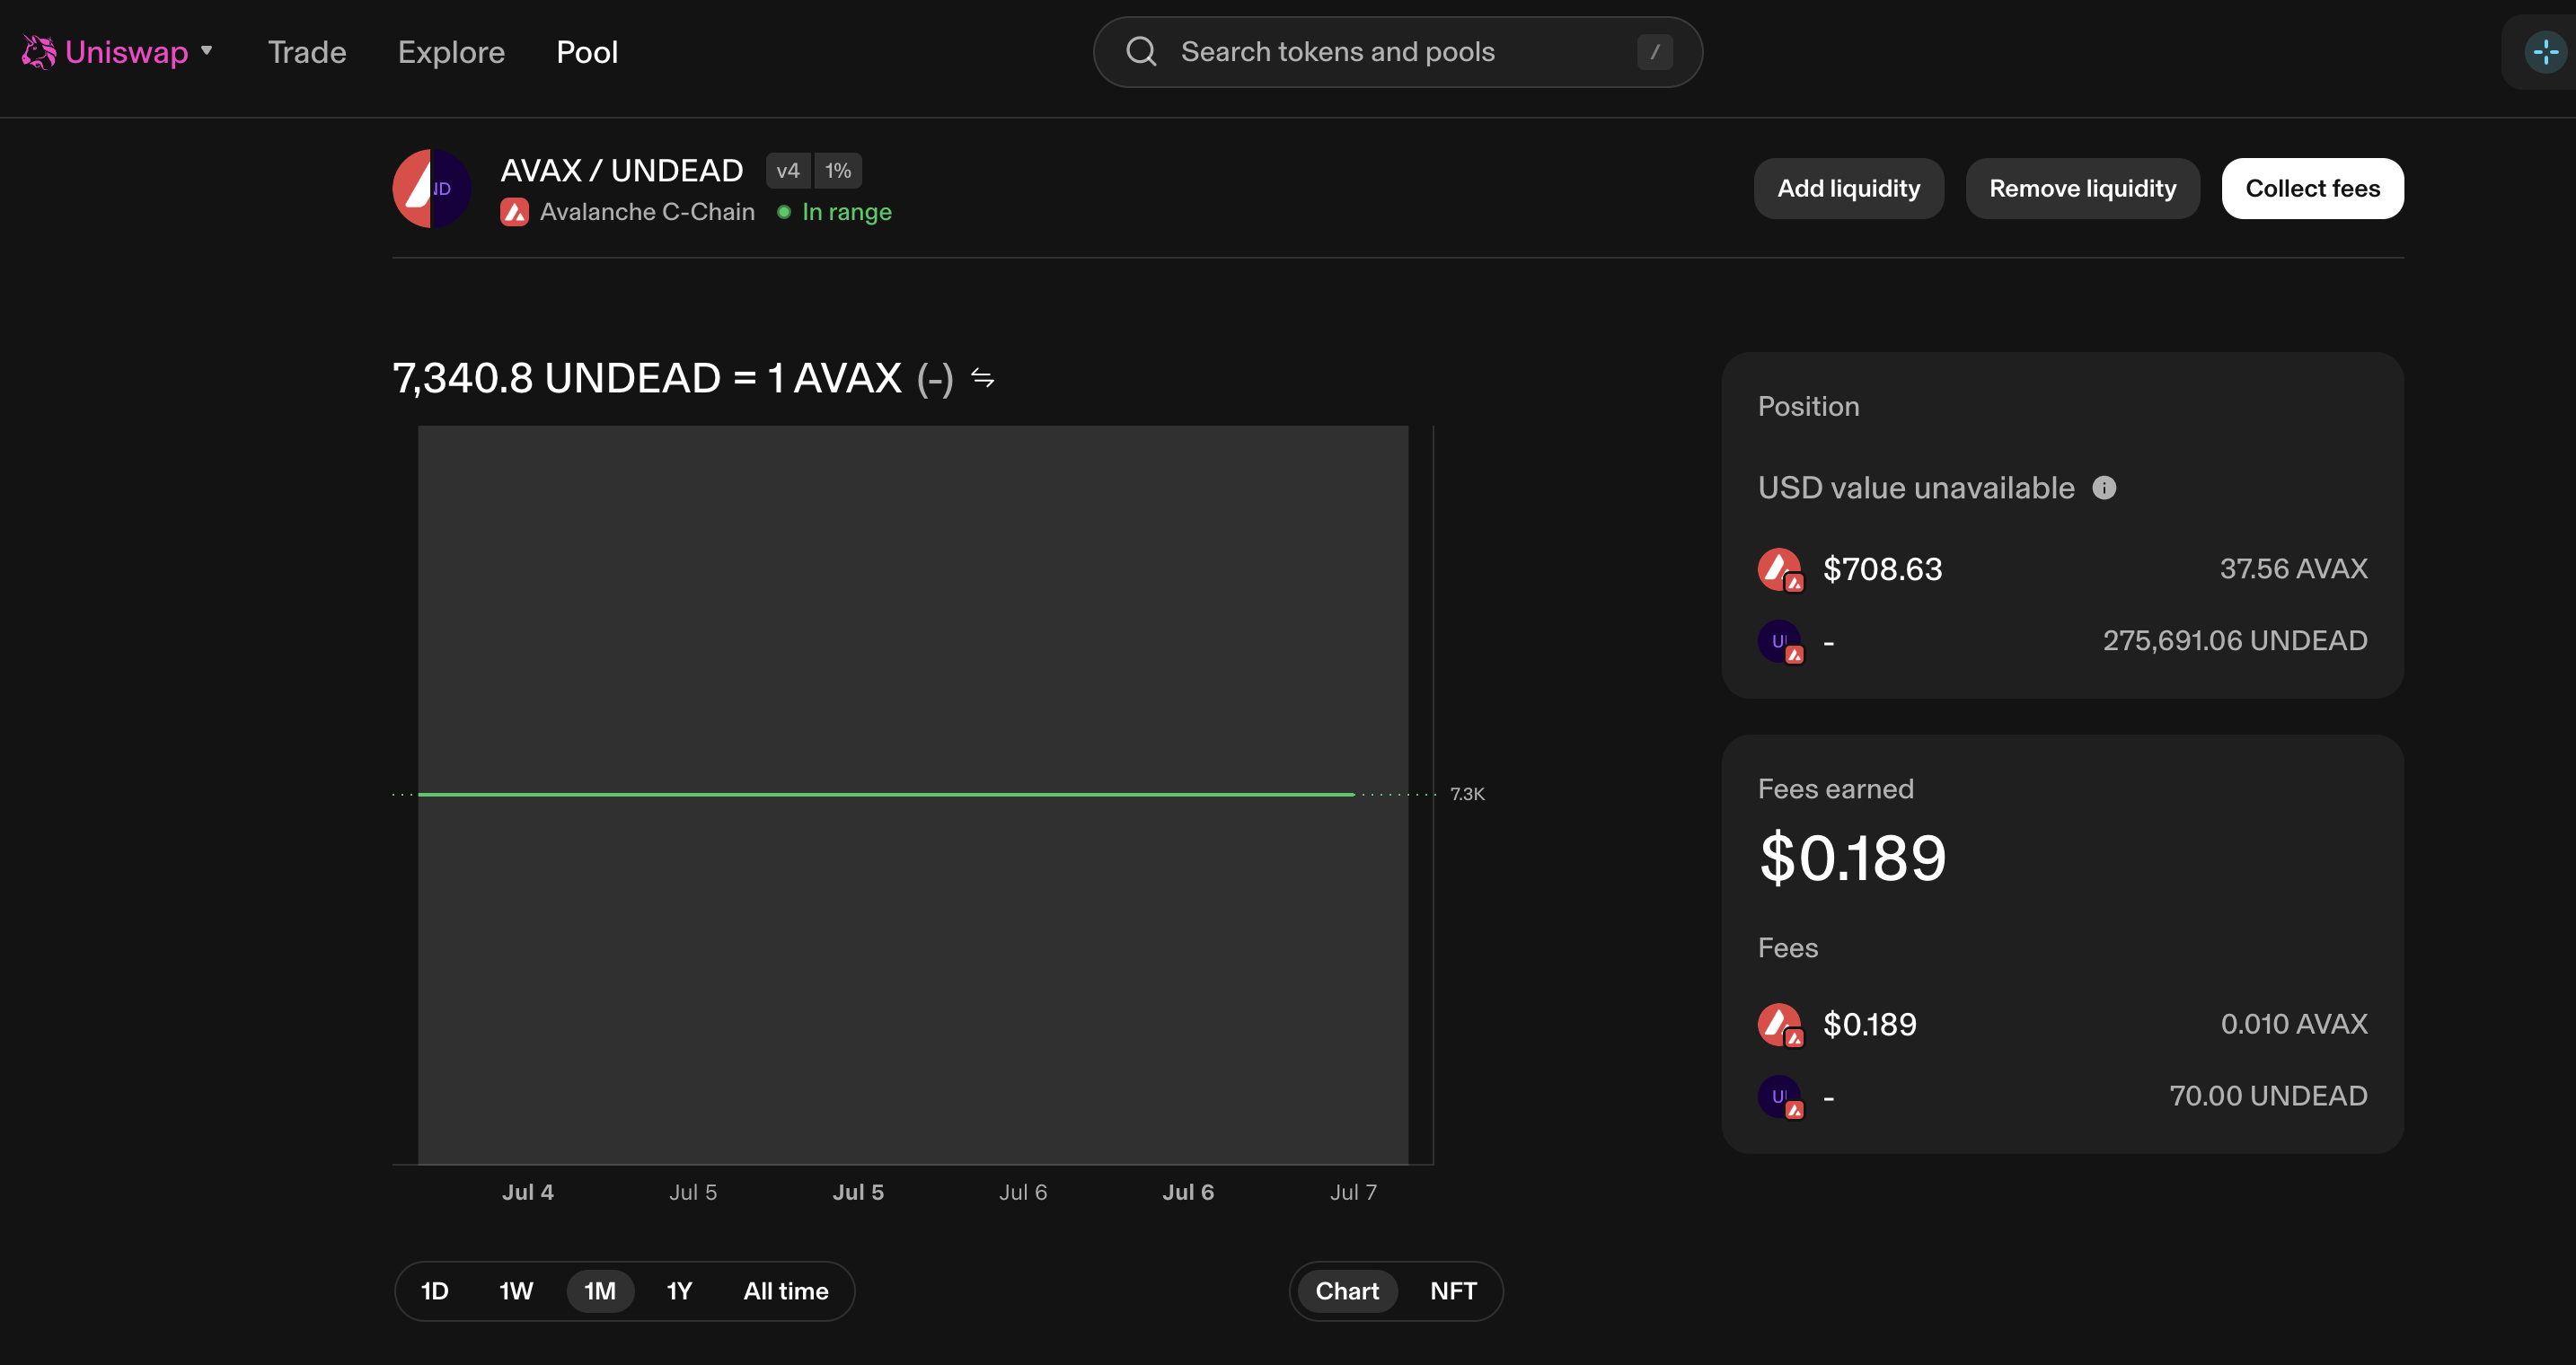 Uniswap Trade Explore Pool Search tokens and pools /
AVAX / UNDEAD v4 1%
Avalanche C-Chain In range
Add liquidity Remove liquidity Collect fees
7,340.8 UNDEAD = 1 AVAX (-)
7.3K
Jul 4 Jul 5 Jul 5 Jul 6 Jul 6 Jul 7
1D 1W 1M 1Y All time
Chart NFT
Position
USD value unavailable
$708.63 37.56 AVAX
- 275,691.06 UNDEAD
Fees earned
$0.189
Fees
$0.189 0.010 AVAX
- 70.00 UNDEAD